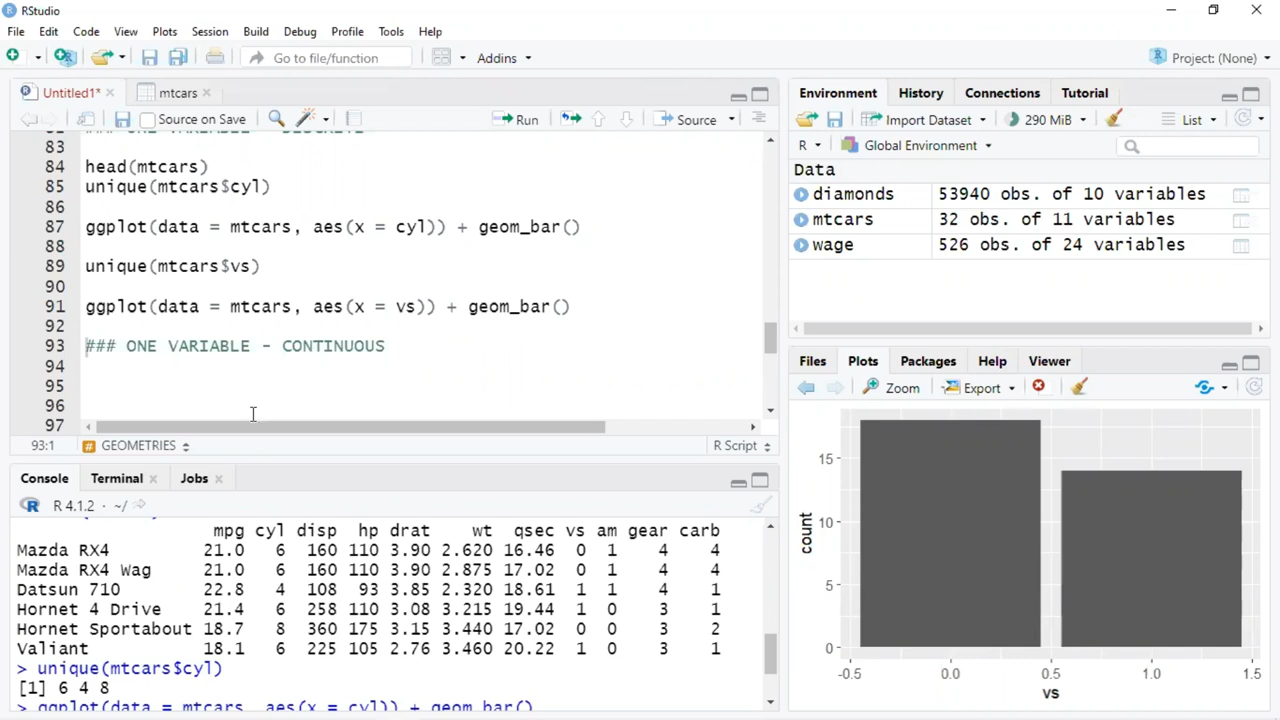 RStudio
File Edit Code View Plots Session Build Debug Profile Tools Help
Go to file/function Addins Project: (None)
Untitled1* mtcars
Source on Save Run Source
83
84 head(mtcars)
85 unique(mtcars$cyl)
86
87 ggplot(data = mtcars, aes(x = cyl)) + geom_bar()
88
89 unique(mtcars$vs)
90
91 ggplot(data = mtcars, aes(x = vs)) + geom_bar()
92
93 ### ONE VARIABLE - CONTINUOUS
94
95
96
97
93:1 # GEOMETRIES R Script
Console Terminal Jobs
R 4.1.2 · ~/
mpg cyl disp hp drat wt qsec vs am gear carb
Mazda RX4 21.0 6 160 110 3.90 2.620 16.46 0 1 4 4
Mazda RX4 Wag 21.0 6 160 110 3.90 2.875 17.02 0 1 4 4
Datsun 710 22.8 4 108 93 3.85 2.320 18.61 1 1 4 1
Hornet 4 Drive 21.4 6 258 110 3.08 3.215 19.44 1 0 3 1
Hornet Sportabout 18.7 8 360 175 3.15 3.440 17.02 0 0 3 2
Valiant 18.1 6 225 105 2.76 3.460 20.22 1 0 3 1
> unique(mtcars$cyl)
[1] 6 4 8
> ggplot(data = mtcars, aes(x = cyl)) + geom_bar()
Environment History Connections Tutorial
Import Dataset 290 MiB List
R Global Environment
Data
diamonds 53940 obs. of 10 variables
mtcars 32 obs. of 11 variables
wage 526 obs. of 24 variables
Files Plots Packages Help Viewer
Zoom Export
15
10
5
0
count
-0.5 0.0 0.5 1.0 1.5
vs